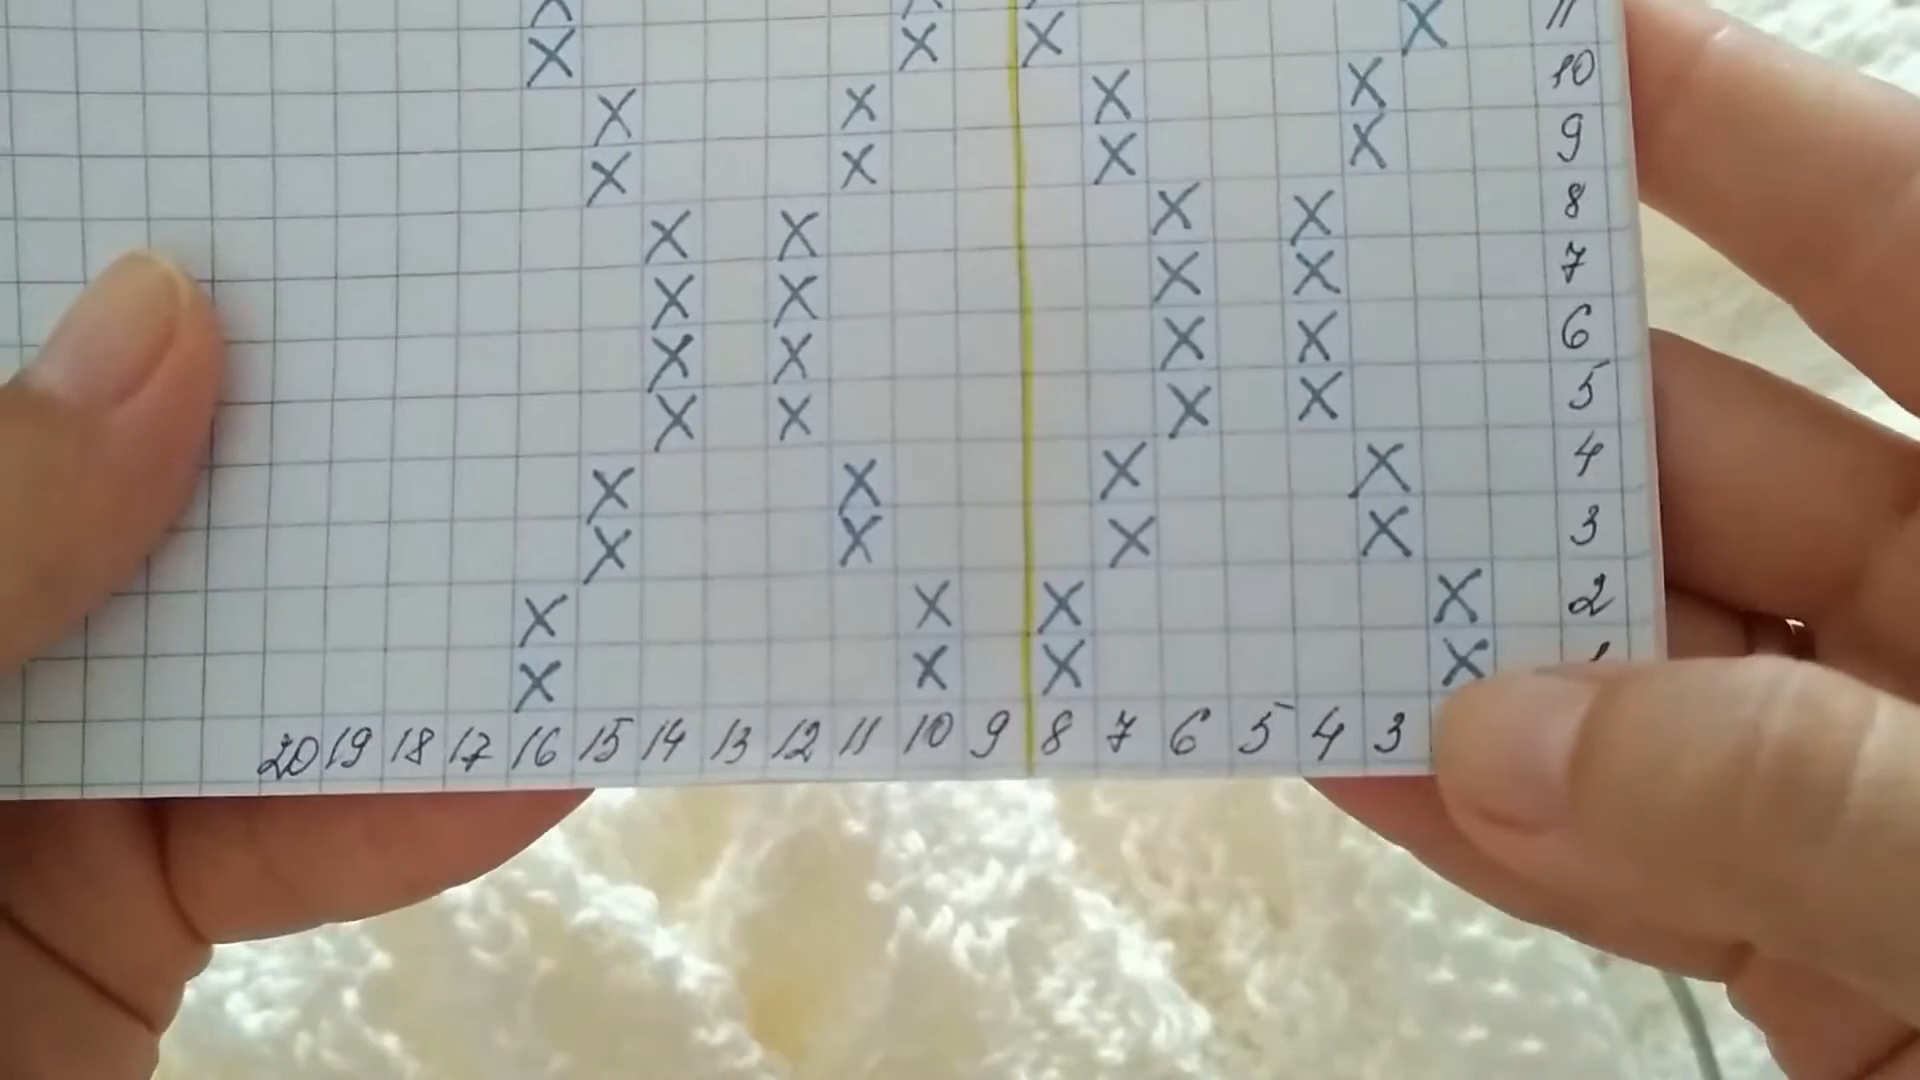 X X X X 11
X X X X 10
X X X X 9
X X X X 8
X X X X 7
X X X X 6
X X X X 5
X X X X 4
X X X X 3
X X X X 2
X X X X
20 19 18 17 16 15 14 13 12 11 10 9 8 7 6 5 4 3